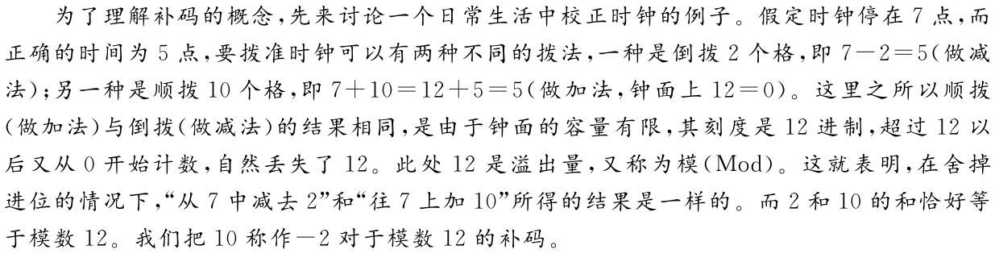 为了理解补码的概念,先来讨论一个日常生活中校正时钟的例子。假定时钟停在 7 点,而
正确的时间为 5 点,要拨准时钟可以有两种不同的拨法,一种是倒拨 2 个格,即 7-2=5(做减
法);另一种是顺拨 10 个格,即 7+10=12+5=5(做加法,钟面上 12=0)。这里之所以顺拨
(做加法)与倒拨(做减法)的结果相同,是由于钟面的容量有限,其刻度是 12 进制,超过 12 以
后又从 0 开始计数,自然丢失了 12。此处 12 是溢出量,又称为模(Mod)。这就表明,在舍掉
进位的情况下,“从 7 中减去 2”和“往 7 上加 10”所得的结果是一样的。而 2 和 10 的和恰好等
于模数 12。我们把 10 称作-2 对于模数 12 的补码。